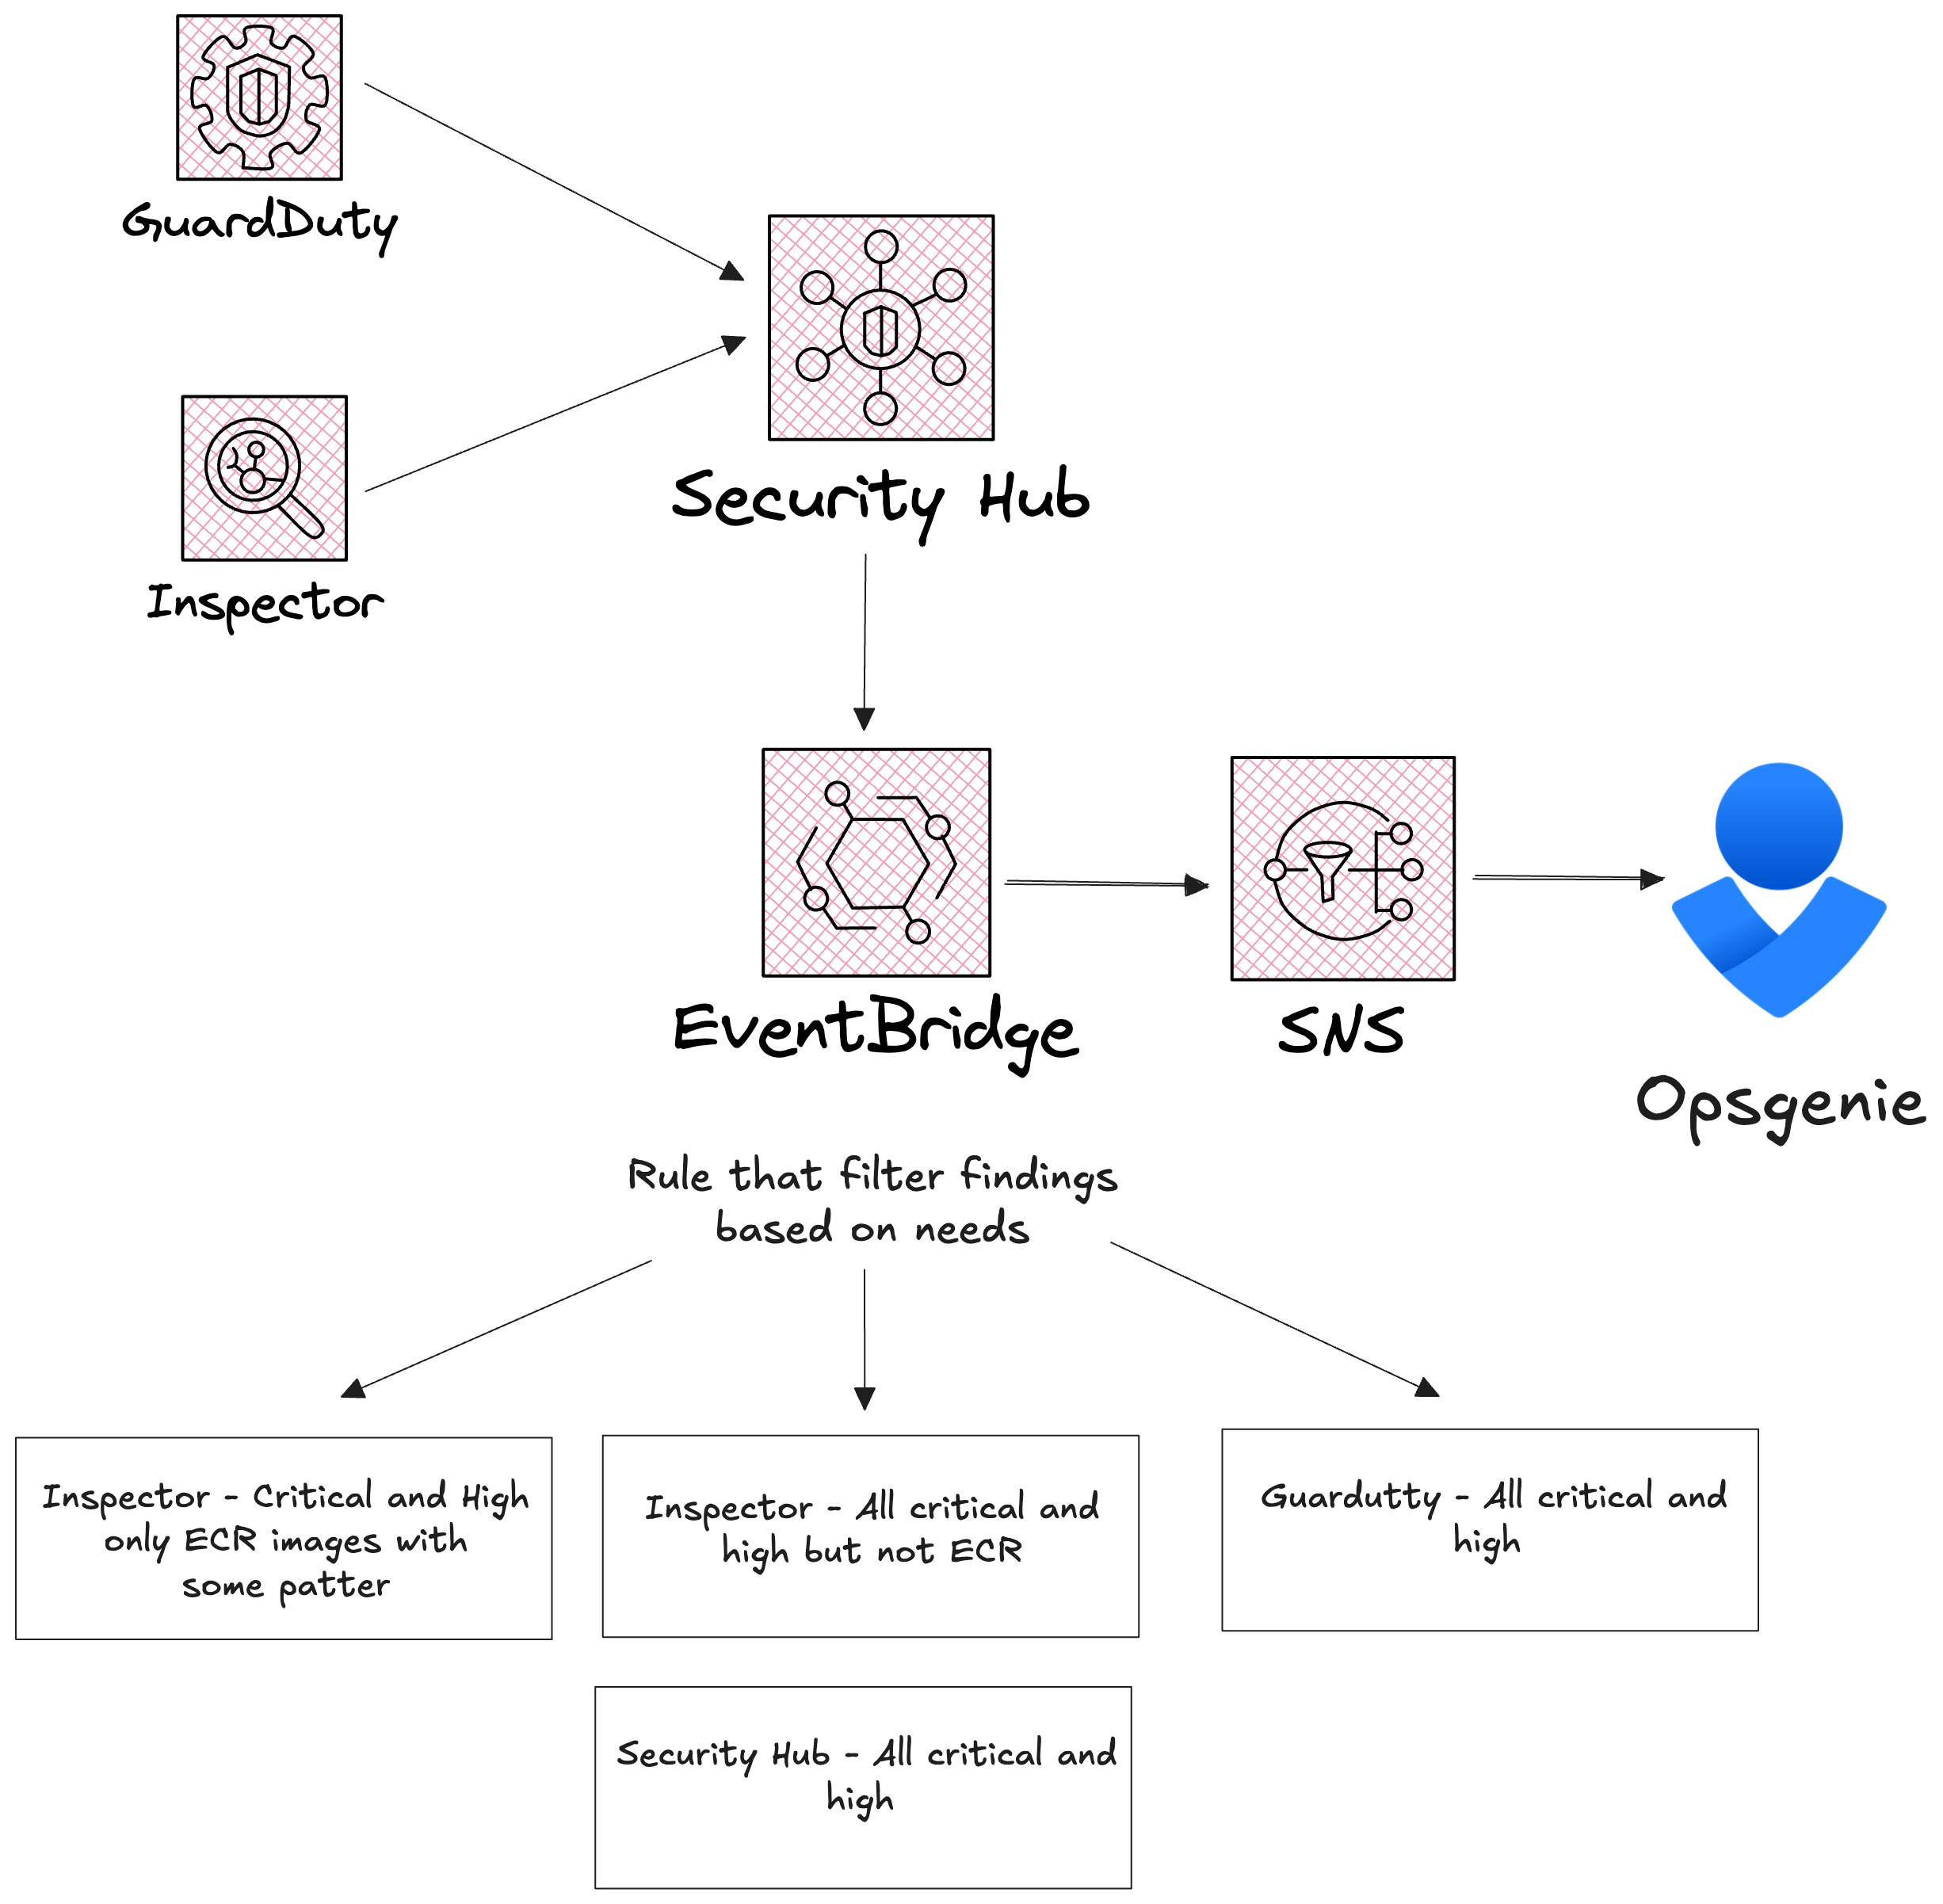 GuardDuty
Inspector
Security Hub
EventBridge
SNS
Opsgenie
Rule that filter findings
based on needs
Inspector - Critical and High
only ECR images with
some patter
Inspector - All critical and
high but not ECR
Guardutty - All critical and
high
Security Hub - All critical and
high